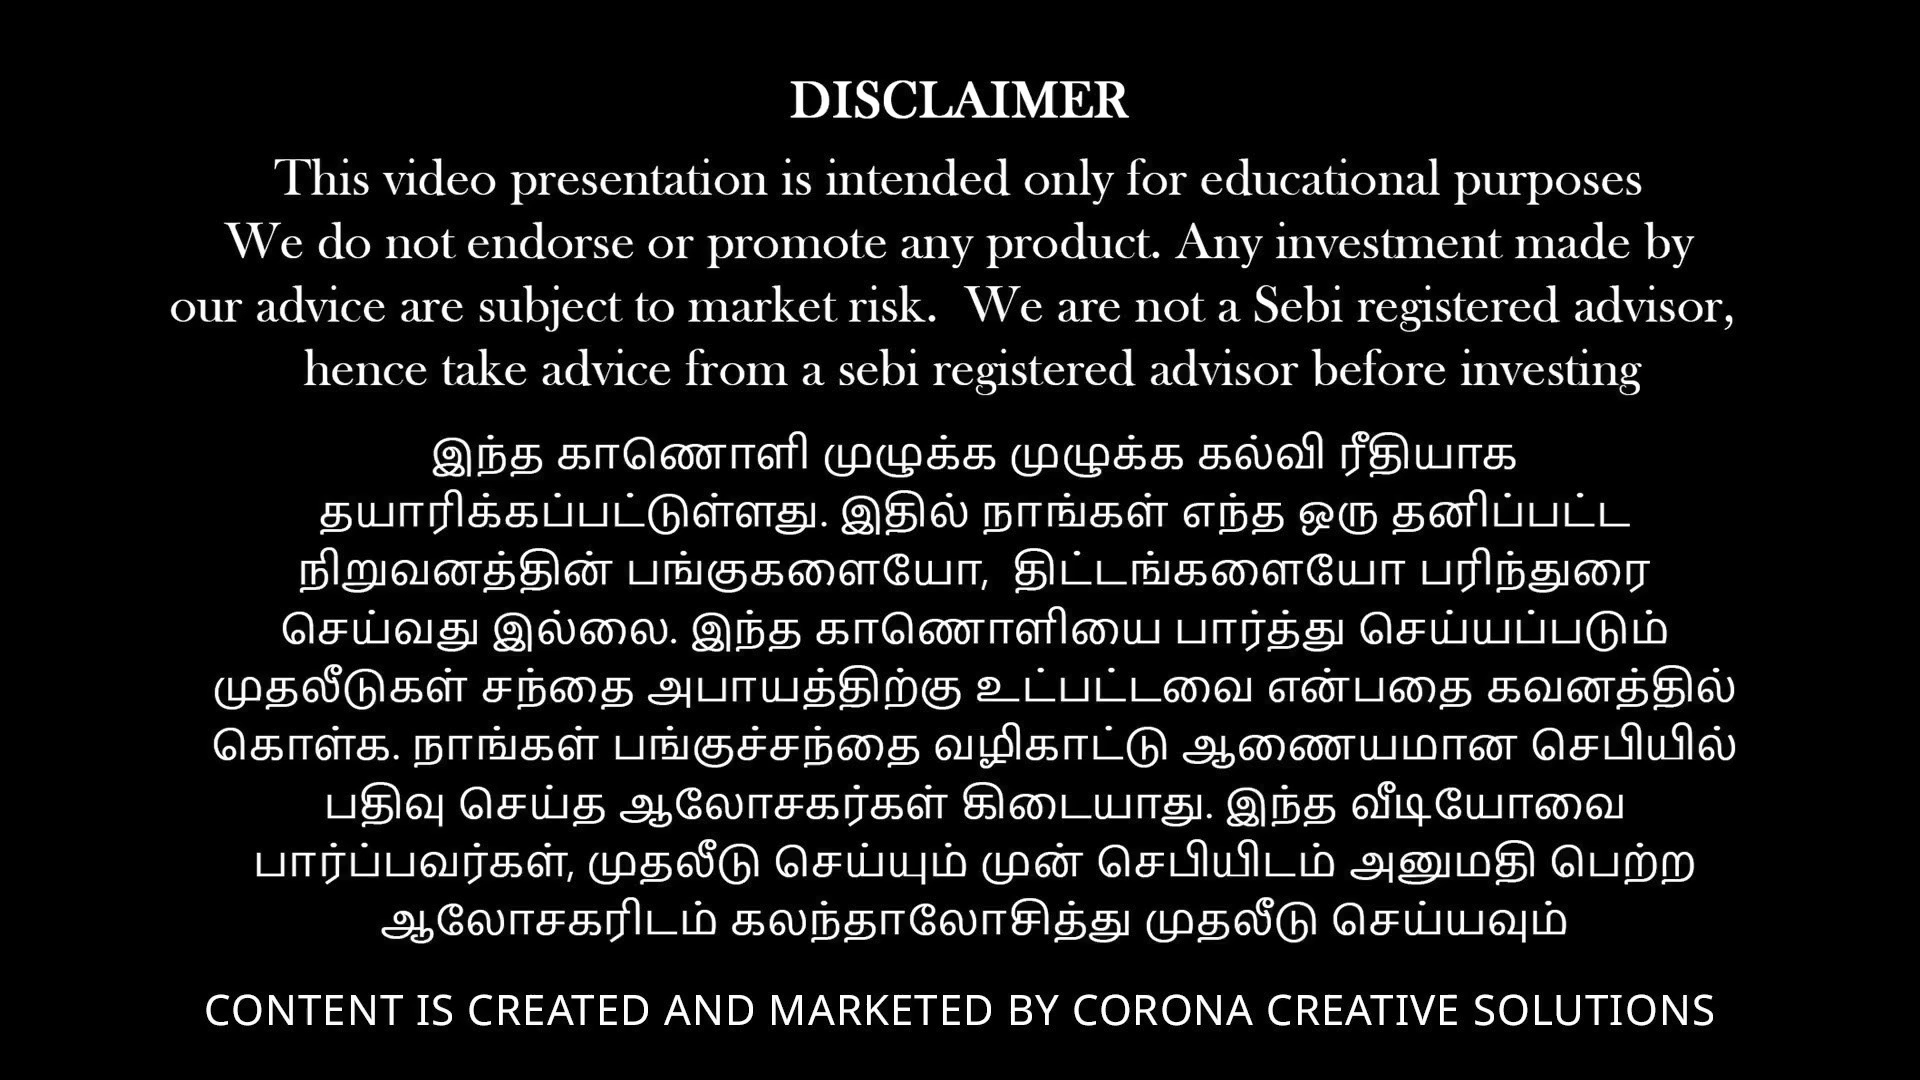 DISCLAIMER
This video presentation is intended only for educational purposes
We do not endorse or promote any product. Any investment made by
our advice are subject to market risk.  We are not a Sebi registered advisor,
hence take advice from a sebi registered advisor before investing
இந்த காணொளி முழுக்க முழுக்க கல்வி ரீதியாக
தயாரிக்கப்பட்டுள்ளது. இதில் நாங்கள் எந்த ஒரு தனிப்பட்ட
நிறுவனத்தின் பங்குகளையோ,  திட்டங்களையோ பரிந்துரை
செய்வது இல்லை. இந்த காணொளியை பார்த்து செய்யப்படும்
முதலீடுகள் சந்தை அபாயத்திற்கு உட்பட்டவை என்பதை கவனத்தில்
கொள்க. நாங்கள் பங்குச்சந்தை வழிகாட்டு ஆணையமான செபியில்
பதிவு செய்த ஆலோசகர்கள் கிடையாது. இந்த வீடியோவை
பார்ப்பவர்கள், முதலீடு செய்யும் முன் செபியிடம் அனுமதி பெற்ற
ஆலோசகரிடம் கலந்தாலோசித்து முதலீடு செய்யவும்
CONTENT IS CREATED AND MARKETED BY CORONA CREATIVE SOLUTIONS